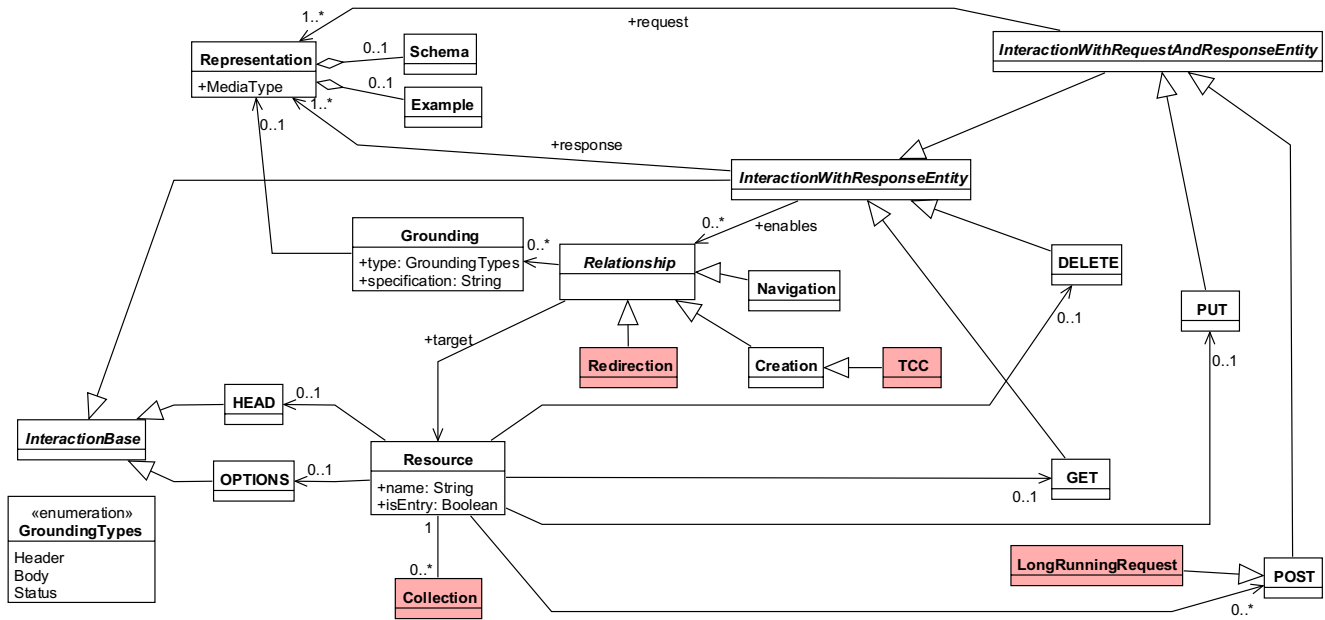 1..*
+request
Representation
+MediaType
0..1
Schema
0..1
Example
InteractionWithRequestAndResponseEntity
1..*
0..1
+response
InteractionWithResponseEntity
0..*
+enables
Grounding
+type: GroundingTypes
+specification: String
0..*
Relationship
Navigation
DELETE
0..1
PUT
0..1
+target
Redirection
Creation
TCC
HEAD
0..1
InteractionBase
OPTIONS
0..1
Resource
+name: String
+isEntry: Boolean
GET
0..1
«enumeration»
GroundingTypes
Header
Body
Status
1
0..*
Collection
LongRunningRequest
POST
0..*